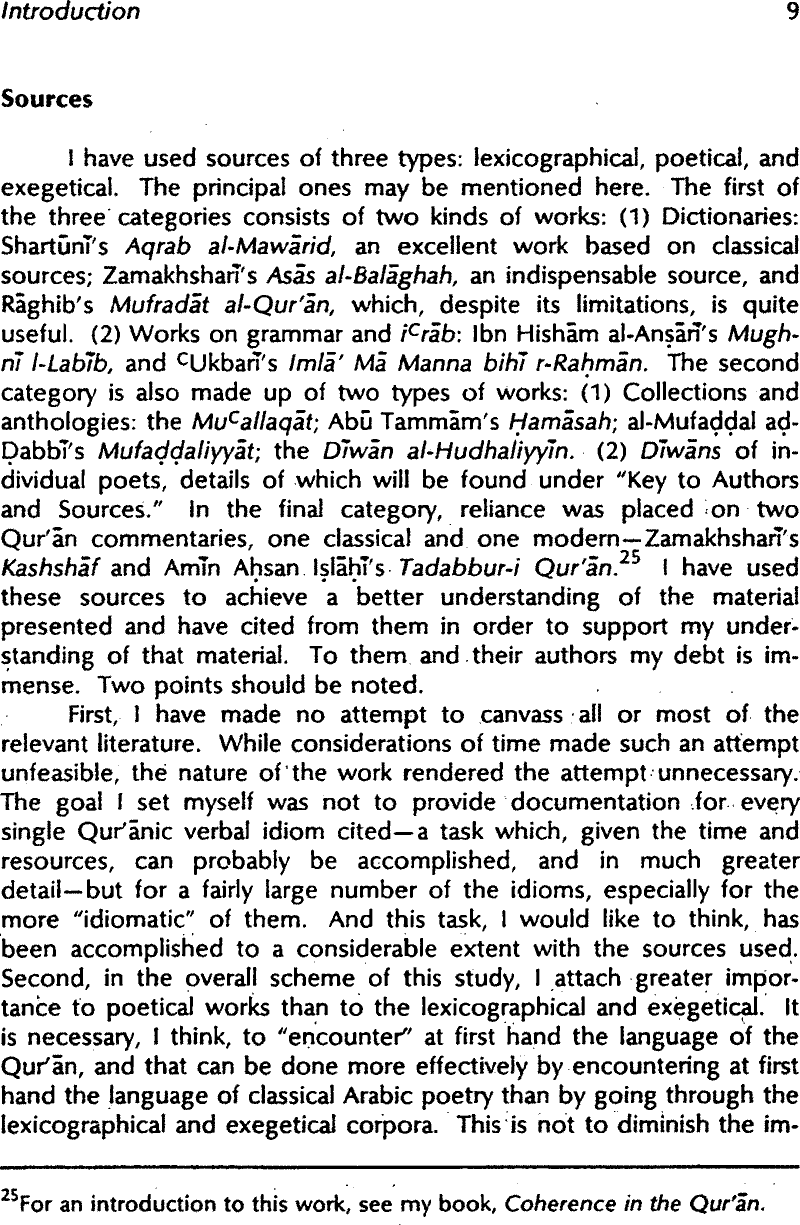 Introduction 9
Sources
I have used sources of three types: lexicographical, poetical, and
exegetical. The principal ones may be mentioned here. The first of
the three categories consists of two kinds of works: (1) Dictionaries:
Shartūnī's Aqrab al-Mawārid, an excellent work based on classical
sources; Zamakhsharī's Asās al-Balāghah, an indispensable source, and
Rāghib's Mufradāt al-Qur'ān, which, despite its limitations, is quite
useful. (2) Works on grammar and iᶜrāb: Ibn Hishām al-Anṣārī's Mugh-
nī l-Labīb, and ᶜUkbarī's Imlā' Mā Manna bihī r-Raḥmān. The second
category is also made up of two types of works: (1) Collections and
anthologies: the Muᶜallaqāt; Abū Tammām's Ḥamāsah; al-Mufaḍḍal aḍ-
Ḍabbī's Mufaḍḍaliyyāt; the Dīwān al-Hudhaliyyīn. (2) Dīwāns of in-
dividual poets, details of which will be found under "Key to Authors
and Sources." In the final category, reliance was placed on two
Qur'ān commentaries, one classical and one modern—Zamakhsharī's
Kashshāf and Amīn Aḥsan Iṣlāḥī's Tadabbur-i Qur'ān.²⁵ I have used
these sources to achieve a better understanding of the material
presented and have cited from them in order to support my under-
standing of that material. To them and their authors my debt is im-
mense. Two points should be noted.
First, I have made no attempt to canvass all or most of the
relevant literature. While considerations of time made such an attempt
unfeasible, the nature of the work rendered the attempt unnecessary.
The goal I set myself was not to provide documentation for every
single Qur'ānic verbal idiom cited—a task which, given the time and
resources, can probably be accomplished, and in much greater
detail—but for a fairly large number of the idioms, especially for the
more "idiomatic" of them. And this task, I would like to think, has
been accomplished to a considerable extent with the sources used.
Second, in the overall scheme of this study, I attach greater impor-
tance to poetical works than to the lexicographical and exegetical. It
is necessary, I think, to "encounter" at first hand the language of the
Qur'ān, and that can be done more effectively by encountering at first
hand the language of classical Arabic poetry than by going through the
lexicographical and exegetical corpora. This is not to diminish the im-
²⁵For an introduction to this work, see my book, Coherence in the Qur'ān.